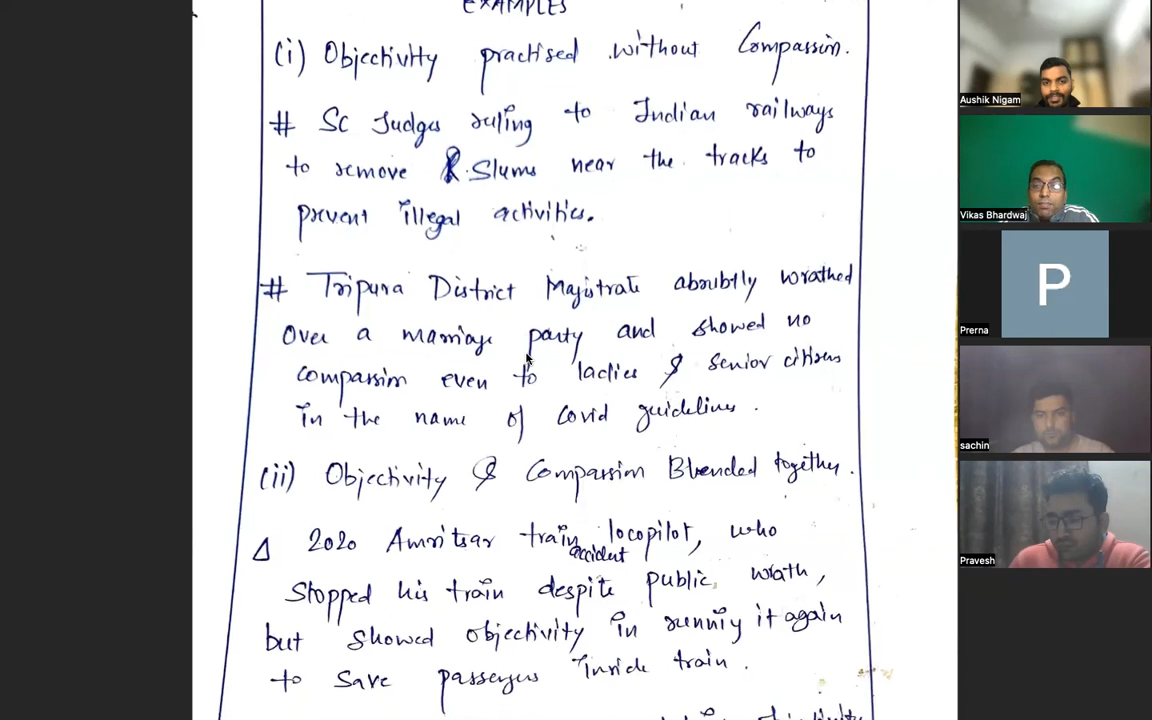 EXAMPLES
(i) Objectivity practised without Compassion.
# SC Judges ruling to Indian railways
to remove Slums near the tracks to
prevent illegal activities.
# Tripura District Magistrate abrubtly wrathed
over a marriage party and showed no
compassion even to ladies & senior citizens
in the name of Covid guidelines.
(ii) Objectivity & Compassion Blended together.
Δ 2020 Amritsar train accident locopilot, who
stopped his train despite public wrath,
but showed objectivity in running it again
to save passengers inside train.
Aushik Nigam
Vikas Bhardwaj
P
Prerna
sachin
Pravesh